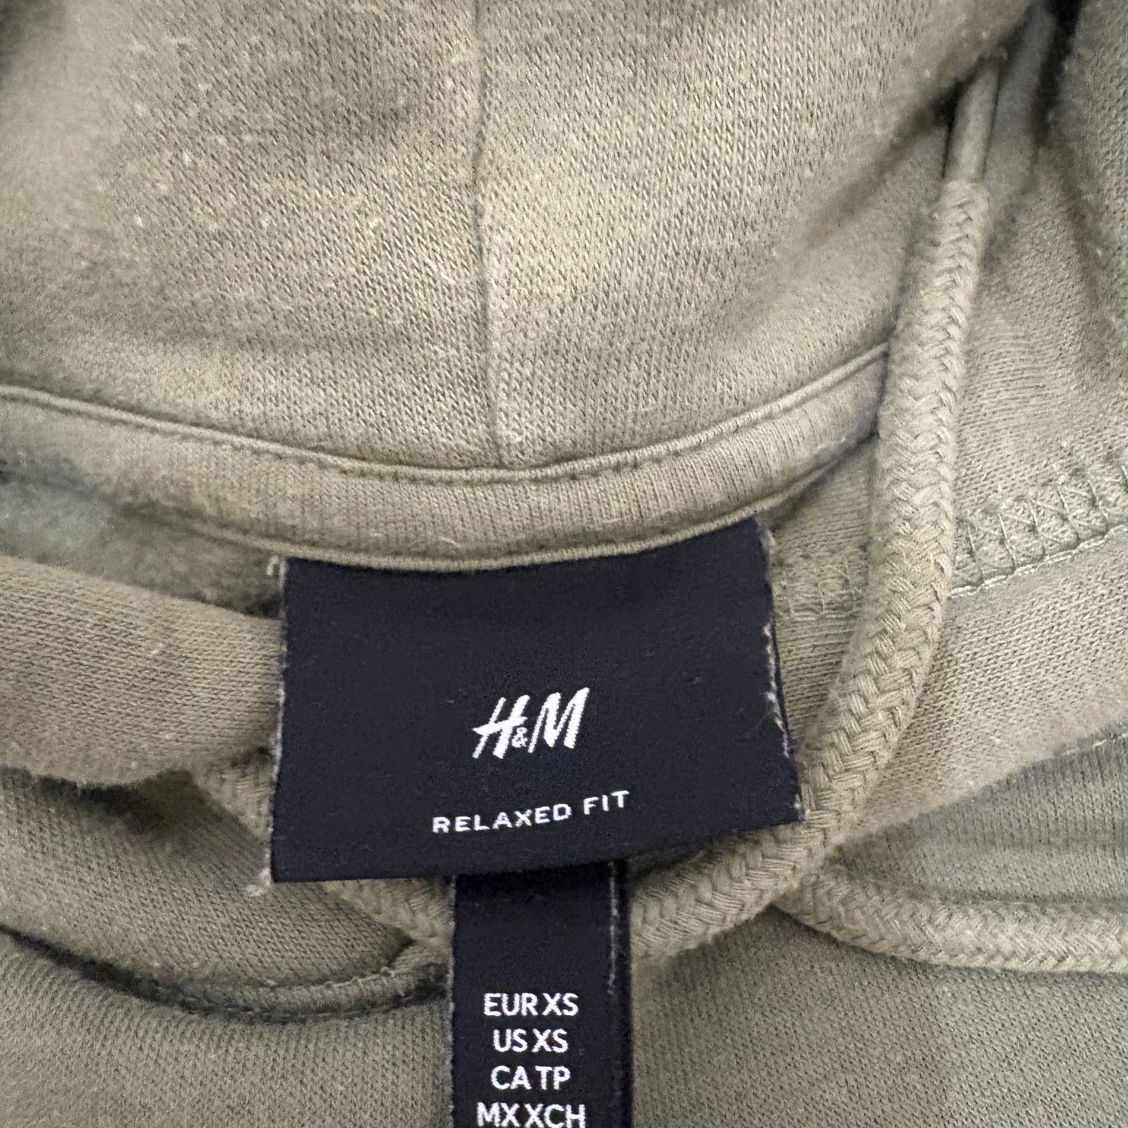 H&M
RELAXED FIT
EUR XS
US XS
CA TP
MX XCH